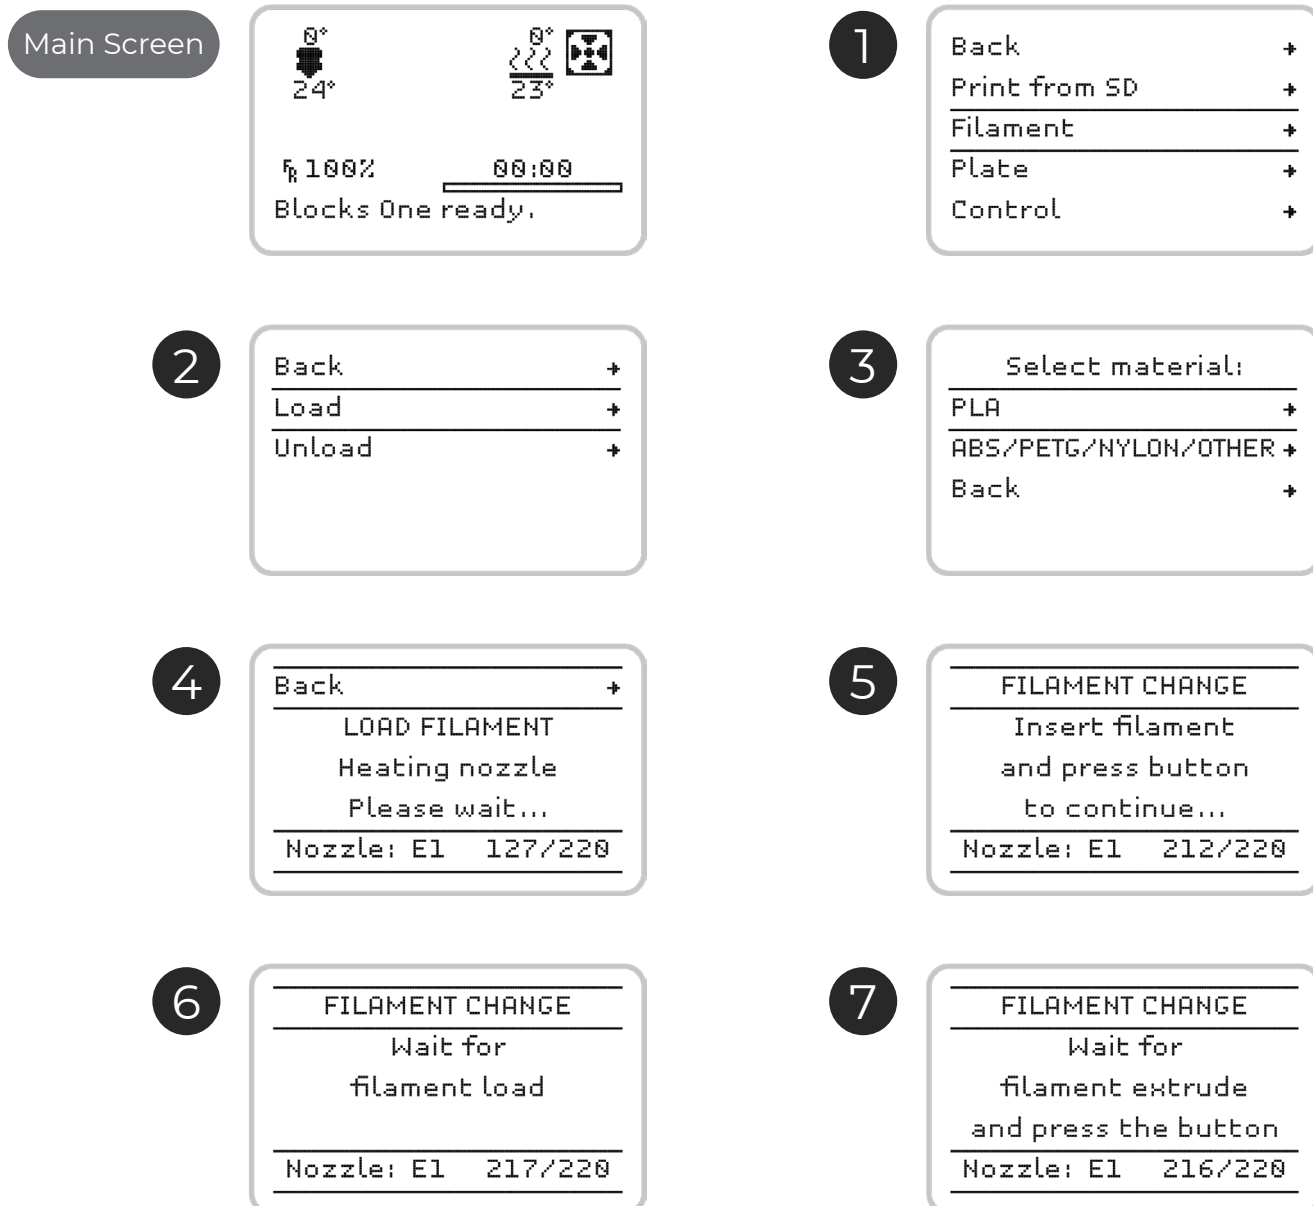 Main Screen
0° 0°
24° 23°
FR 100% 00:00
Blocks One ready.
1
Back
Print from SD
Filament
Plate
Control
2
Back
Load
Unload
3
Select material:
PLA
ABS/PETG/NYLON/OTHER
Back
4
Back
LOAD FILAMENT
Heating nozzle
Please wait...
Nozzle: E1 127/220
5
FILAMENT CHANGE
Insert filament
and press button
to continue...
Nozzle: E1 212/220
6
FILAMENT CHANGE
Wait for
filament load
Nozzle: E1 217/220
7
FILAMENT CHANGE
Wait for
filament extrude
and press the button
Nozzle: E1 216/220